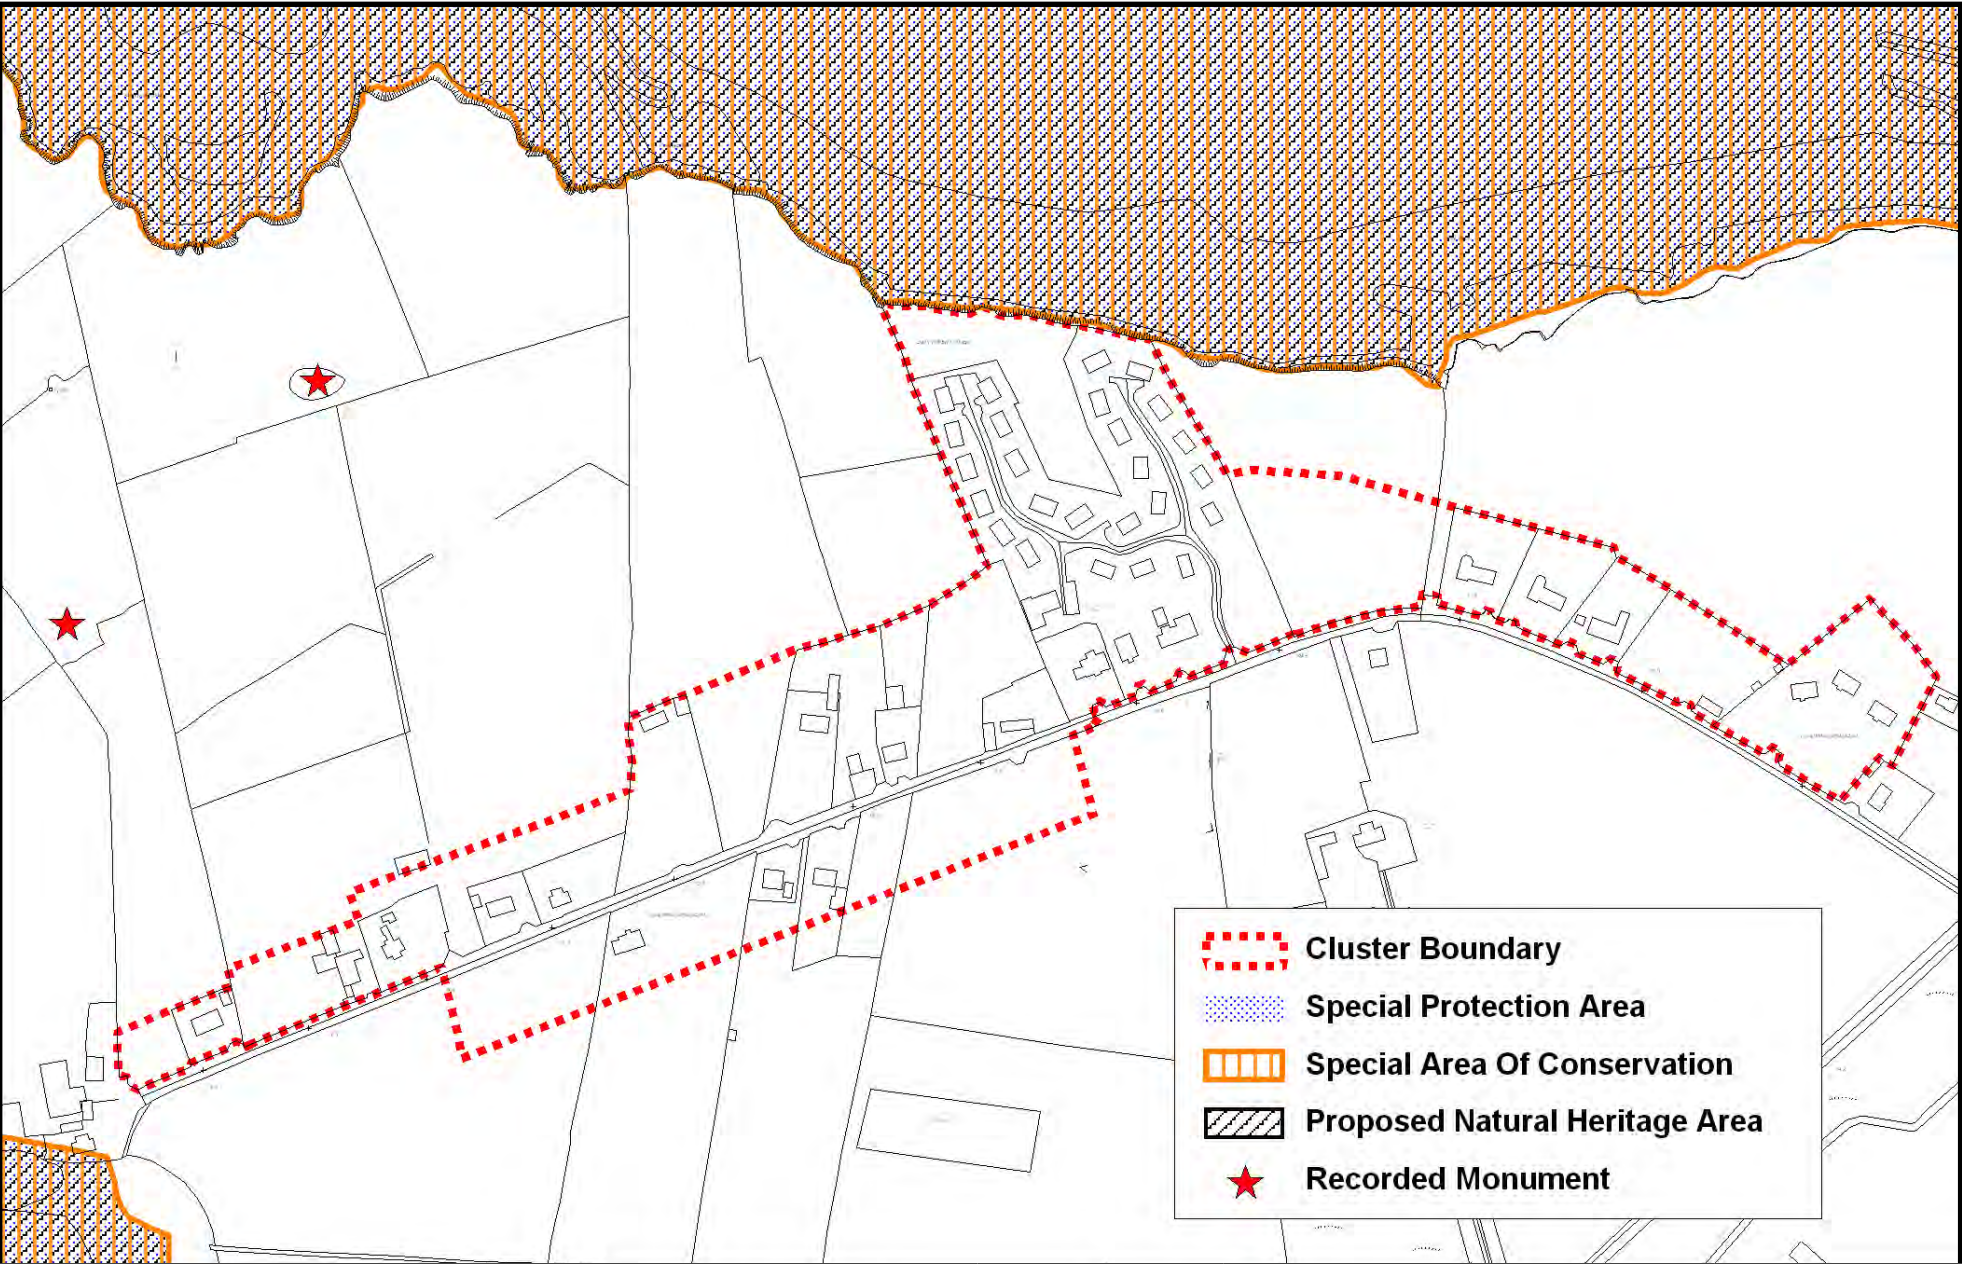 Cluster Boundary
Special Protection Area
Special Area Of Conservation
Proposed Natural Heritage Area
Recorded Monument